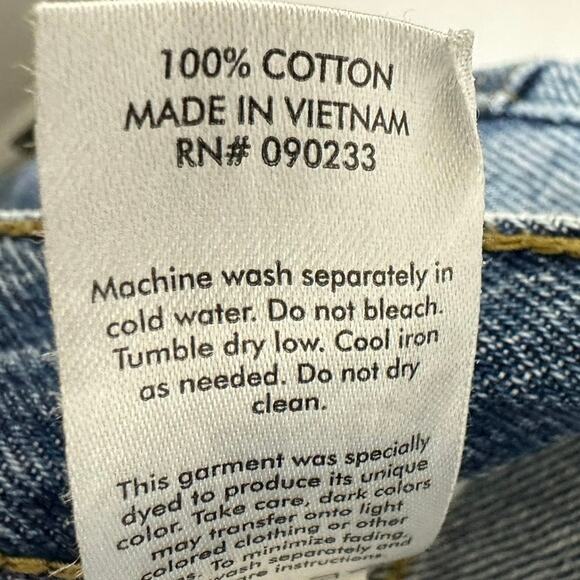 100% COTTON
MADE IN VIETNAM
RN# 090233
Machine wash separately in
cold water. Do not bleach.
Tumble dry low. Cool iron
as needed. Do not dry
clean.
This garment was specially
dyed to produce its unique
color. Take care, dark colors
may transfer onto light
colored clothing or other
To minimize fading,
wash separately and
instructions